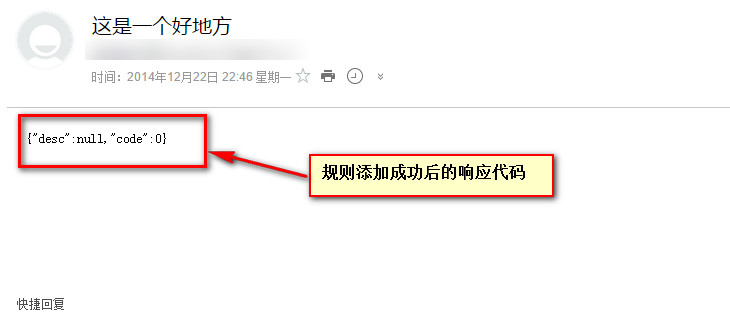 这是一个好地方
时间：2014年12月22日 22:46 星期一
{"desc":null,"code":0}
规则添加成功后的响应代码
快捷回复